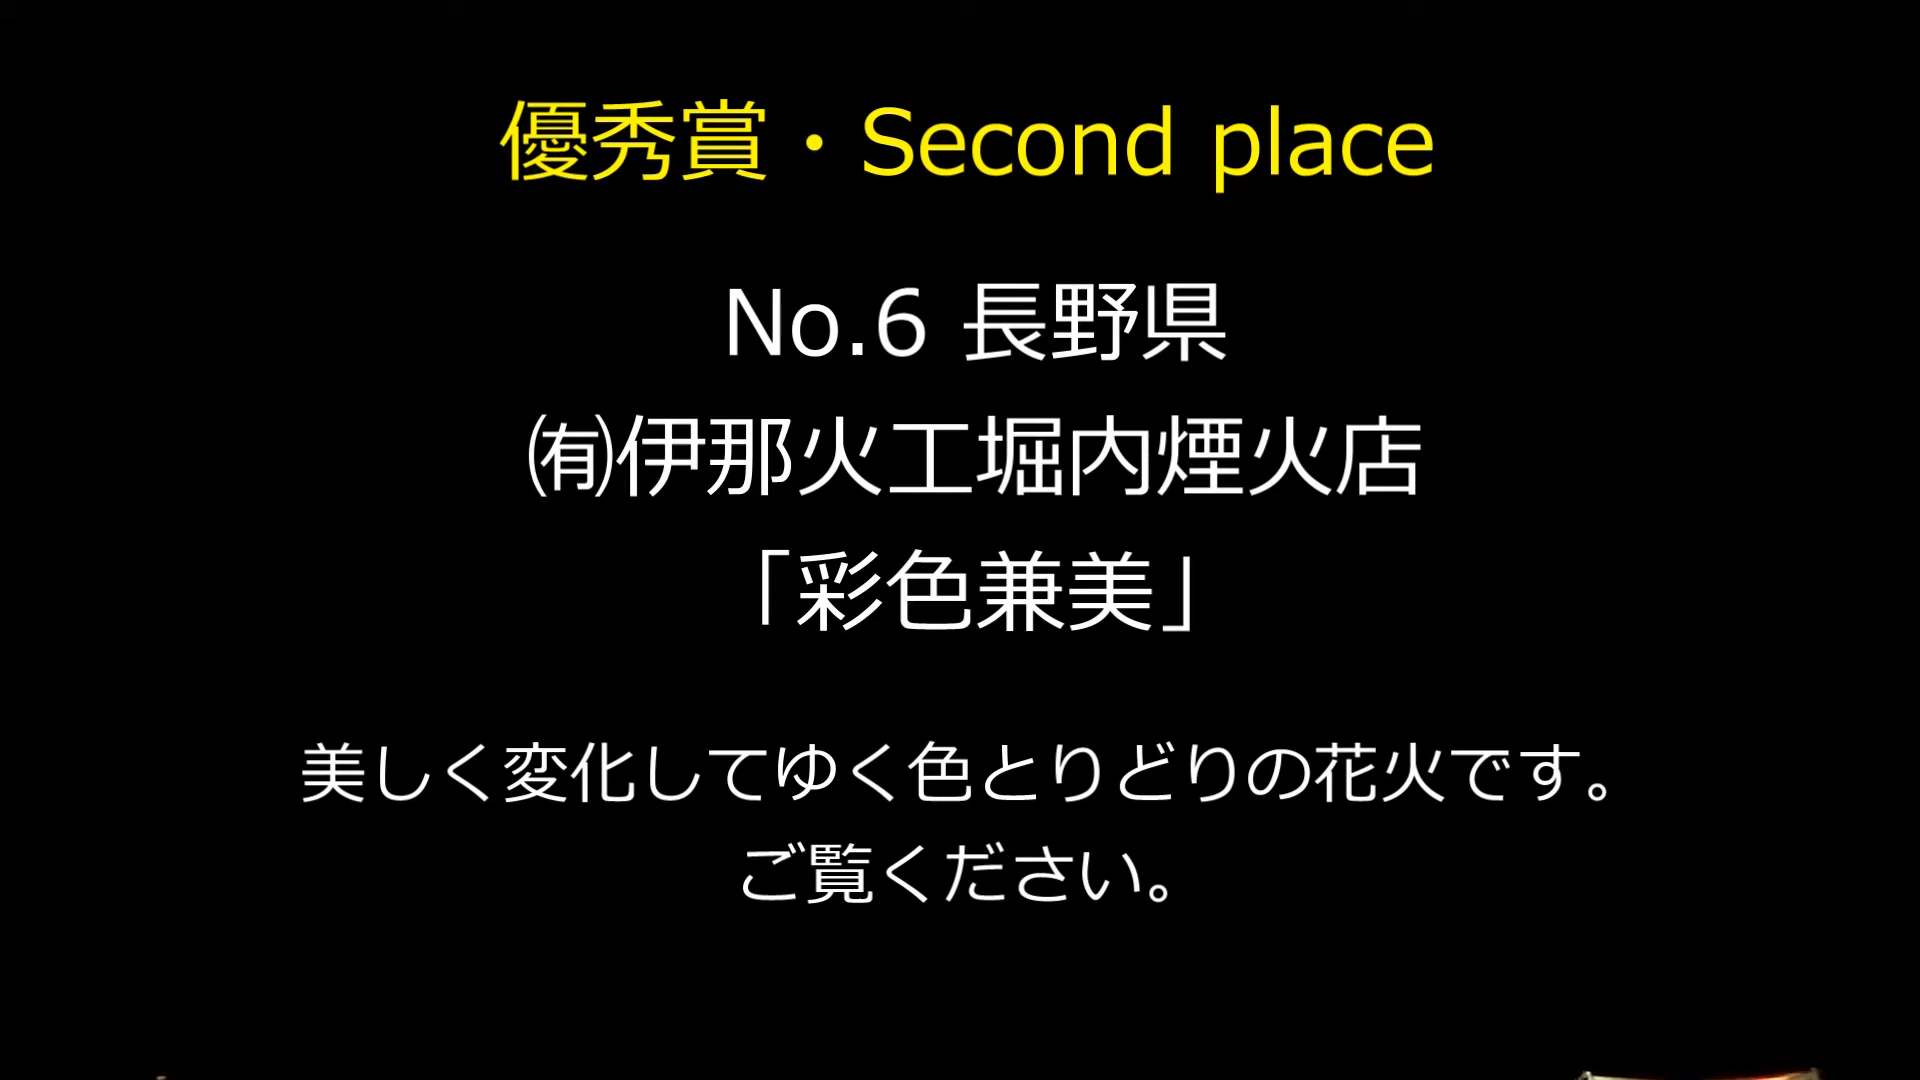 優秀賞・Second place
No.6 長野県
㈲伊那火工堀内煙火店
「彩色兼美」
美しく変化してゆく色とりどりの花火です。
ご覧ください。